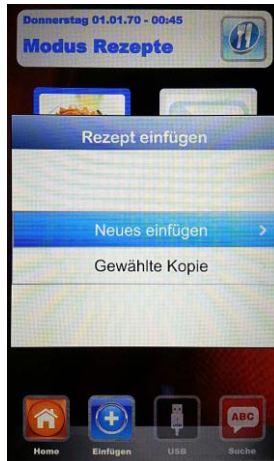 Donnerstag 01.01.70 - 00:45
Modus Rezepte
Rezept einfügen
Neues einfügen
Gewählte Kopie
ABC
Home Einfügen USB Suche